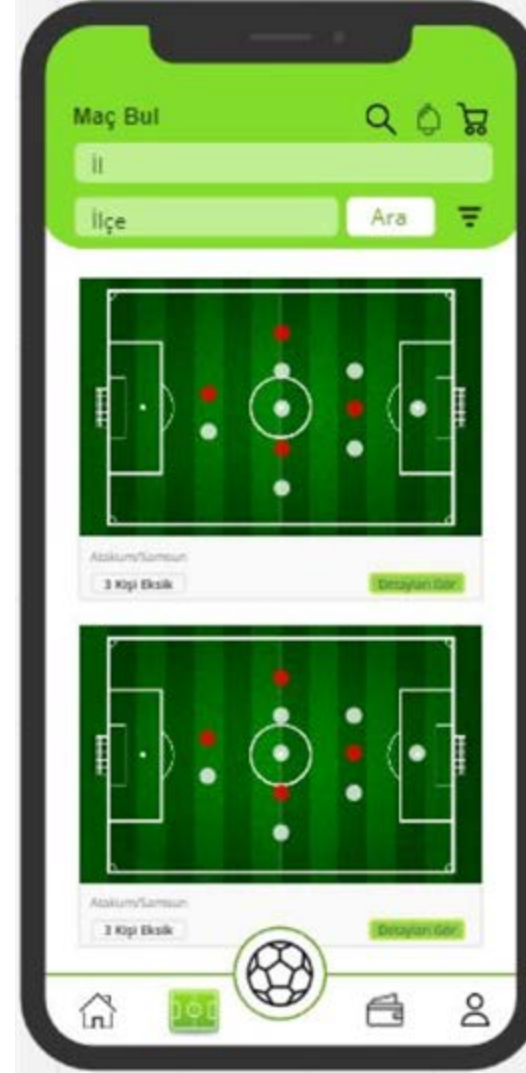 Maç Bul
İl
İlçe
Ara
Atakum/Samsun
3 Kişi Eksik
Detayları Gör
Atakum/Samsun
3 Kişi Eksik
Detayları Gör